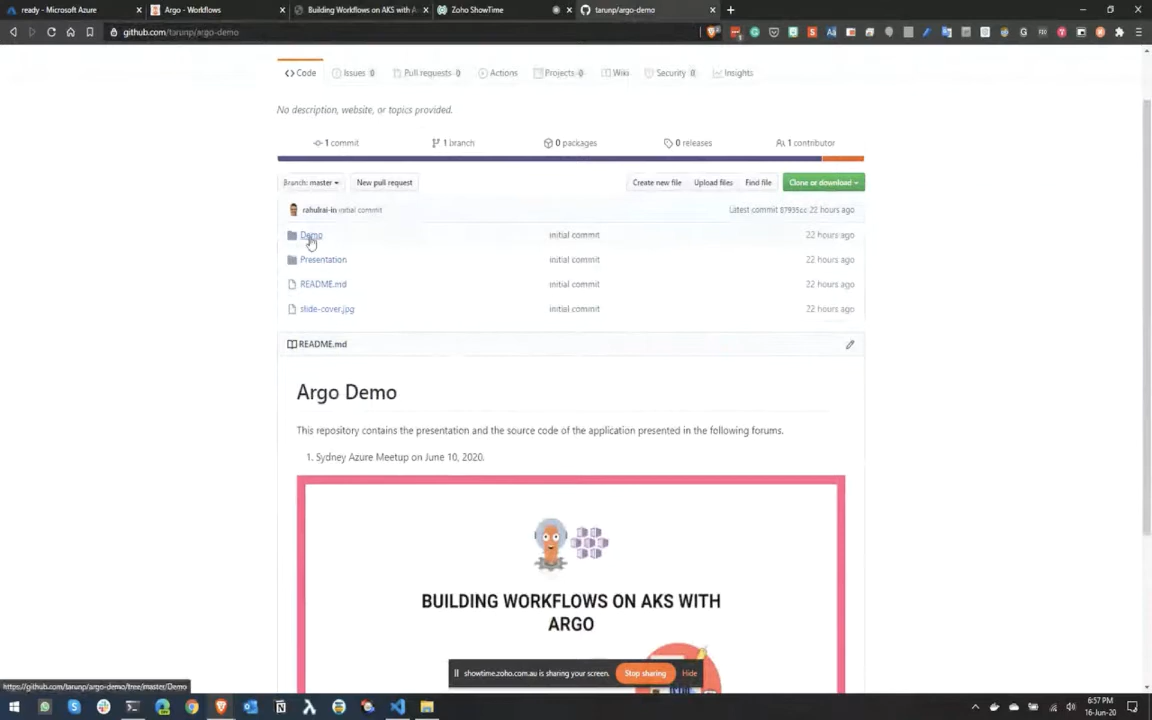 ready - Microsoft Azure
Argo - Workflows
Building Workflows on AKS with A
Zoho ShowTime
tarunp/argo-demo
github.com/tarunp/argo-demo
Code
Issues 0
Pull requests 0
Actions
Projects 0
Wiki
Security 0
Insights
No description, website, or topics provided.
1 commit
1 branch
0 packages
0 releases
1 contributor
Branch: master
New pull request
Create new file
Upload files
Find file
Clone or download
rahulrai-in initial commit
Latest commit 87935cc 22 hours ago
Demo
initial commit
22 hours ago
Presentation
initial commit
22 hours ago
README.md
initial commit
22 hours ago
slide-cover.jpg
initial commit
22 hours ago
README.md
Argo Demo
This repository contains the presentation and the source code of the application presented in the following forums.
1. Sydney Azure Meetup on June 10, 2020.
BUILDING WORKFLOWS ON AKS WITH
ARGO
showtime.zoho.com.au is sharing your screen.
Stop sharing
Hide
https://github.com/tarunp/argo-demo/tree/master/Demo
6:57 PM
16-Jun-20